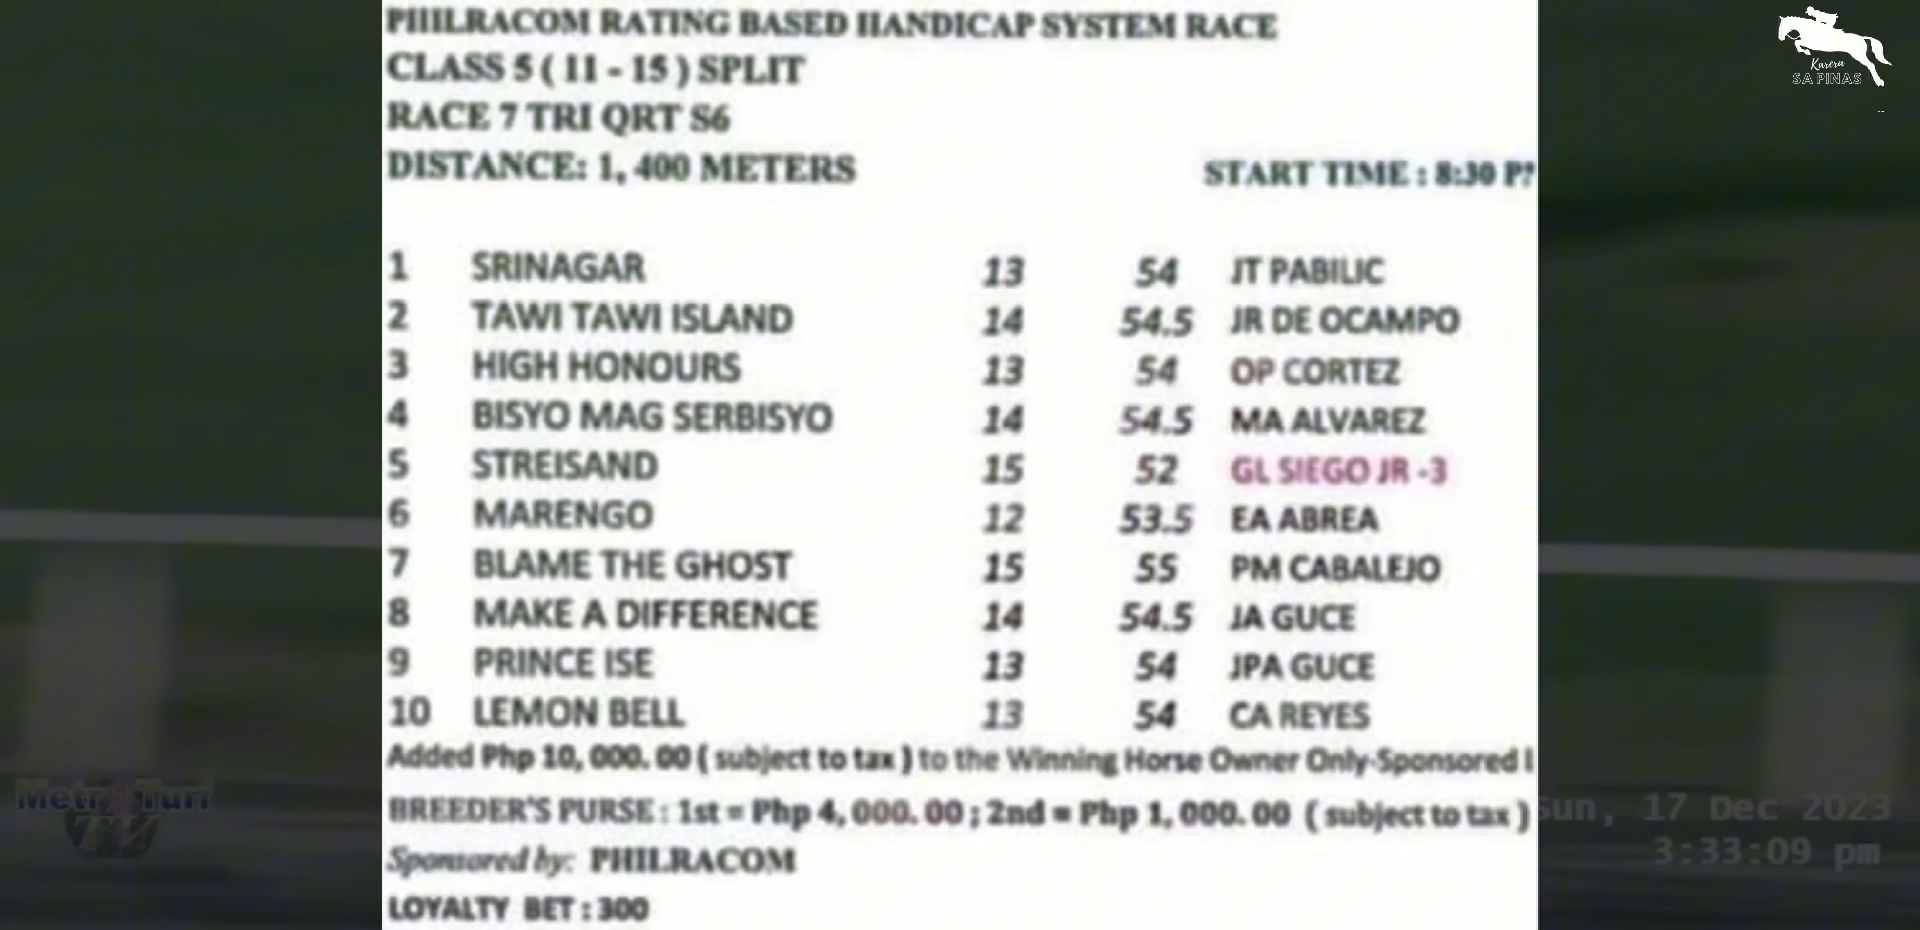 PHILRACOM RATING BASED HANDICAP SYSTEM RACE
CLASS 5 ( 11 - 15 ) SPLIT
RACE 7 TRI QRT S6
DISTANCE: 1, 400 METERS START TIME : 8:30 P
1 SRINAGAR 13 54 JT PABILIC
2 TAWI TAWI ISLAND 14 54.5 JR DE OCAMPO
3 HIGH HONOURS 13 54 OP CORTEZ
4 BISYO MAG SERBISYO 14 54.5 MA ALVAREZ
5 STREISAND 15 52 GL SIEGO JR -3
6 MARENGO 12 53.5 EA ABREA
7 BLAME THE GHOST 15 55 PM CABALEJO
8 MAKE A DIFFERENCE 14 54.5 JA GUCE
9 PRINCE ISE 13 54 JPA GUCE
10 LEMON BELL 13 54 CA REYES
Added Php 10, 000. 00 ( subject to tax ) to the Winning Horse Owner Only-Sponsored
BREEDER'S PURSE : 1st = Php 4, 000. 00 ; 2nd = Php 1, 000. 00 ( subject to tax )
Sponsored by: PHILRACOM
LOYALTY BET : 300
Karera
SA PINAS
Metro Turf
TV
Sun, 17 Dec 2023
3:33:09 pm